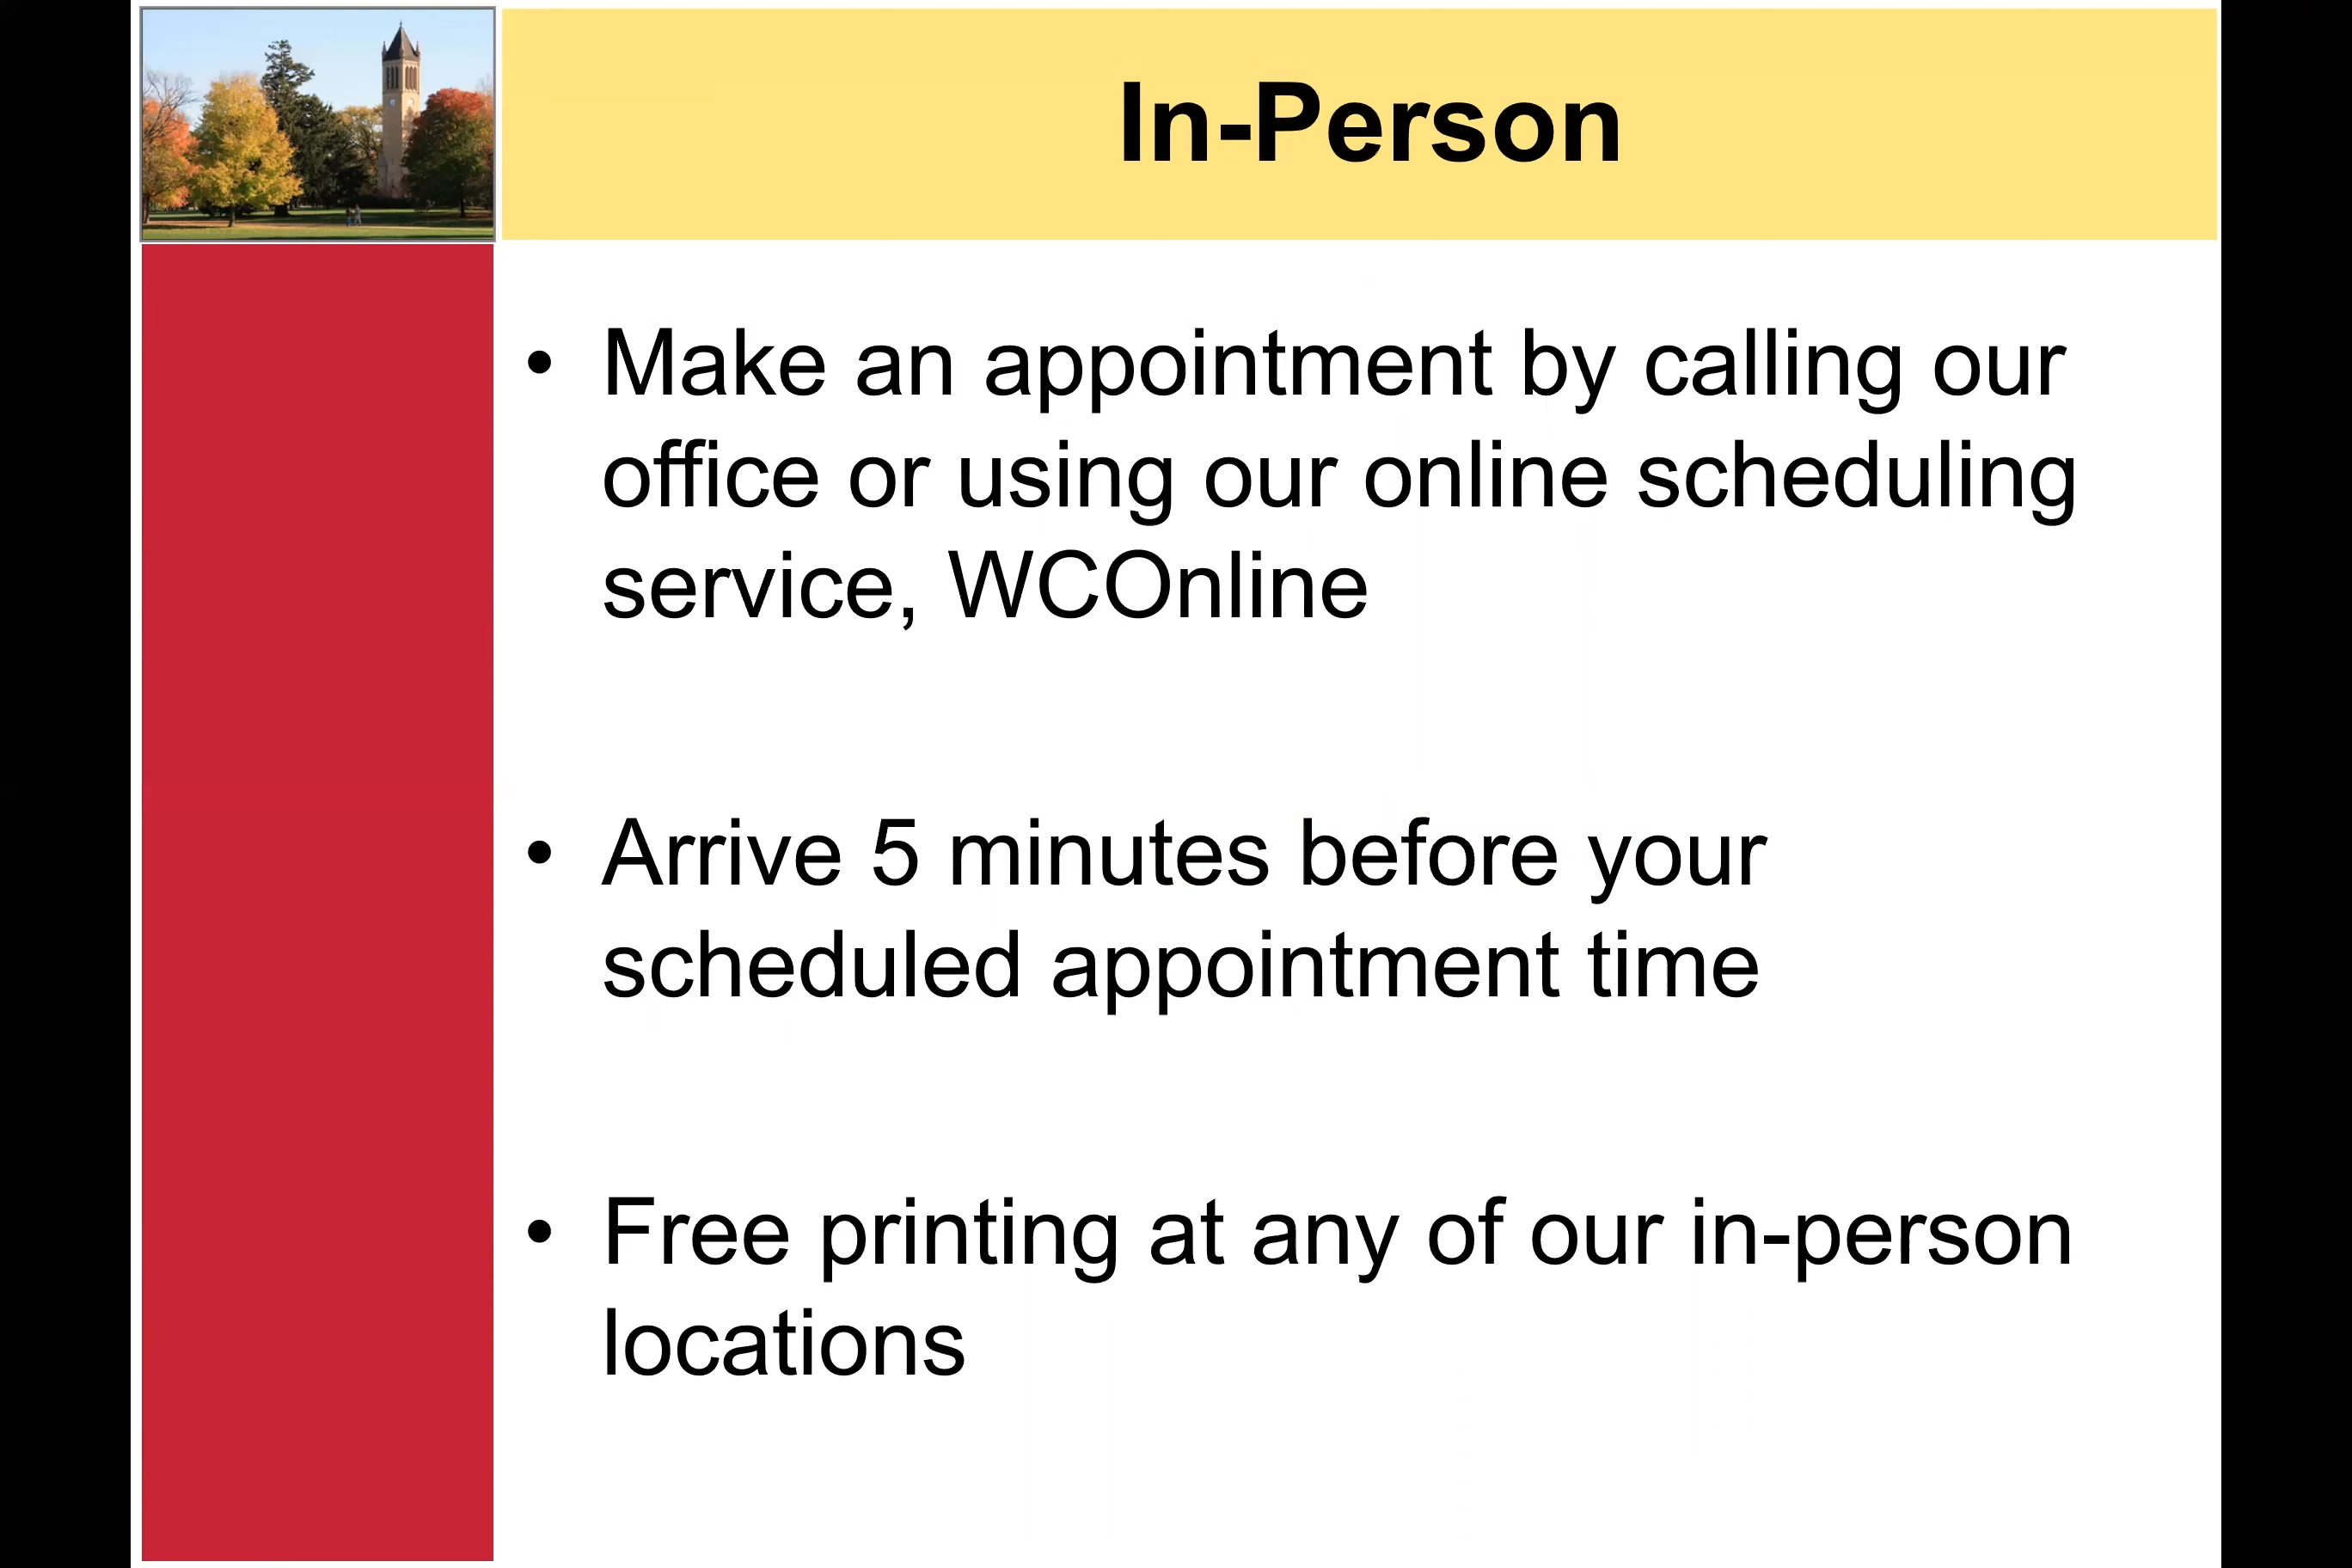 In-Person
• Make an appointment by calling our
office or using our online scheduling
service, WCOnline
• Arrive 5 minutes before your
scheduled appointment time
• Free printing at any of our in-person
locations